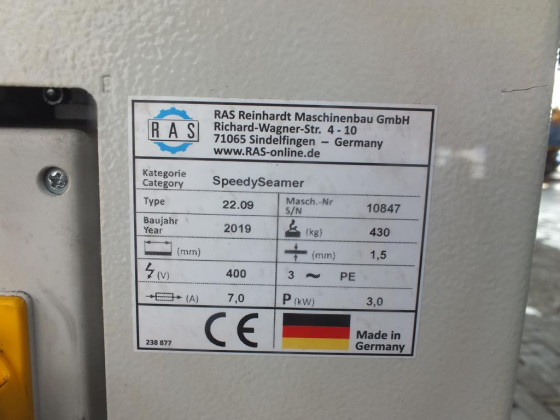 RAS
RAS Reinhardt Maschinenbau GmbH
Richard-Wagner-Str. 4 - 10
71065 Sindelfingen – Germany
www.RAS-online.de
Kategorie
Category SpeedySeamer
Type 22.09 Masch.-Nr
S/N 10847
Baujahr
Year 2019 (kg) 430
(mm) (mm) 1,5
(V) 400 3 ~ PE
(A) 7,0 P (kW) 3,0
238 877 CE Made in
Germany